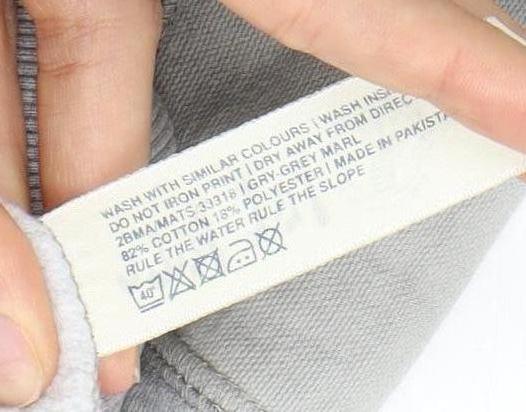 WASH WITH SIMILAR COLOURS | WASH INS
DO NOT IRON PRINT | DRY AWAY FROM DIREC
2BMA/MATS-33318 | GRY-GREY MARL
82% COTTON 18% POLYESTER | MADE IN PAKISTA
RULE THE WATER RULE THE SLOPE
40°